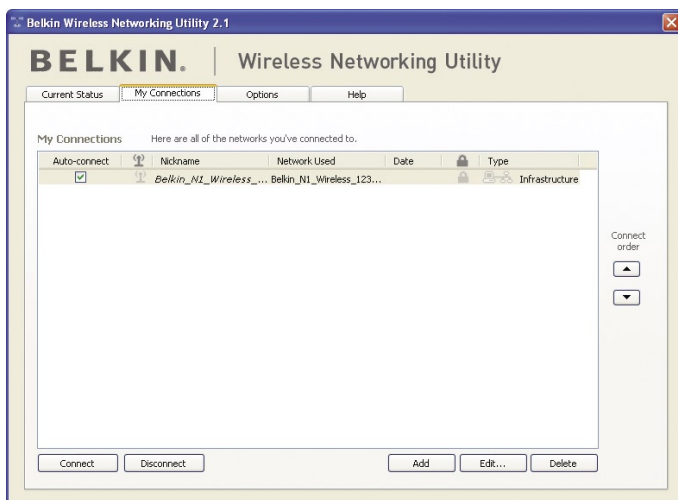 Belkin Wireless Networking Utility 2.1
BELKIN. | Wireless Networking Utility
Current Status My Connections Options Help
My Connections Here are all of the networks you've connected to.
Auto-connect Nickname Network Used Date Type
Belkin_N1_Wireless_... Belkin_N1_Wireless_123... Infrastructure
Connect
order
Connect Disconnect Add Edit... Delete